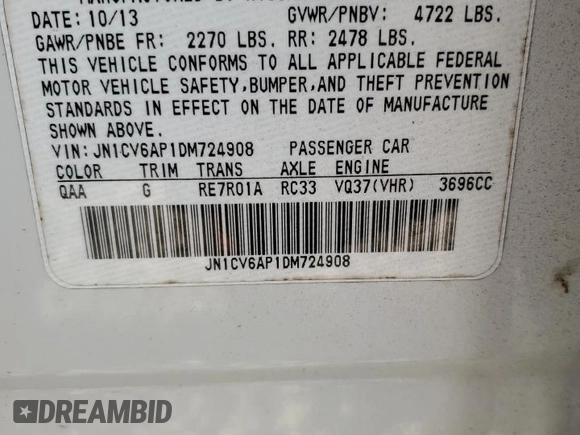 DATE: 10/13 GVWR/PNBV: 4722 LBS.
GAWR/PNBE FR: 2270 LBS. RR: 2478 LBS.
THIS VEHICLE CONFORMS TO ALL APPLICABLE FEDERAL
MOTOR VEHICLE SAFETY,BUMPER,AND THEFT PREVENTION
STANDARDS IN EFFECT ON THE DATE OF MANUFACTURE
SHOWN ABOVE.
VIN: JN1CV6AP1DM724908 PASSENGER CAR
COLOR TRIM TRANS AXLE ENGINE
QAA G RE7R01A RC33 VQ37(VHR) 3696CC
JN1CV6AP1DM724908
DREAMBID